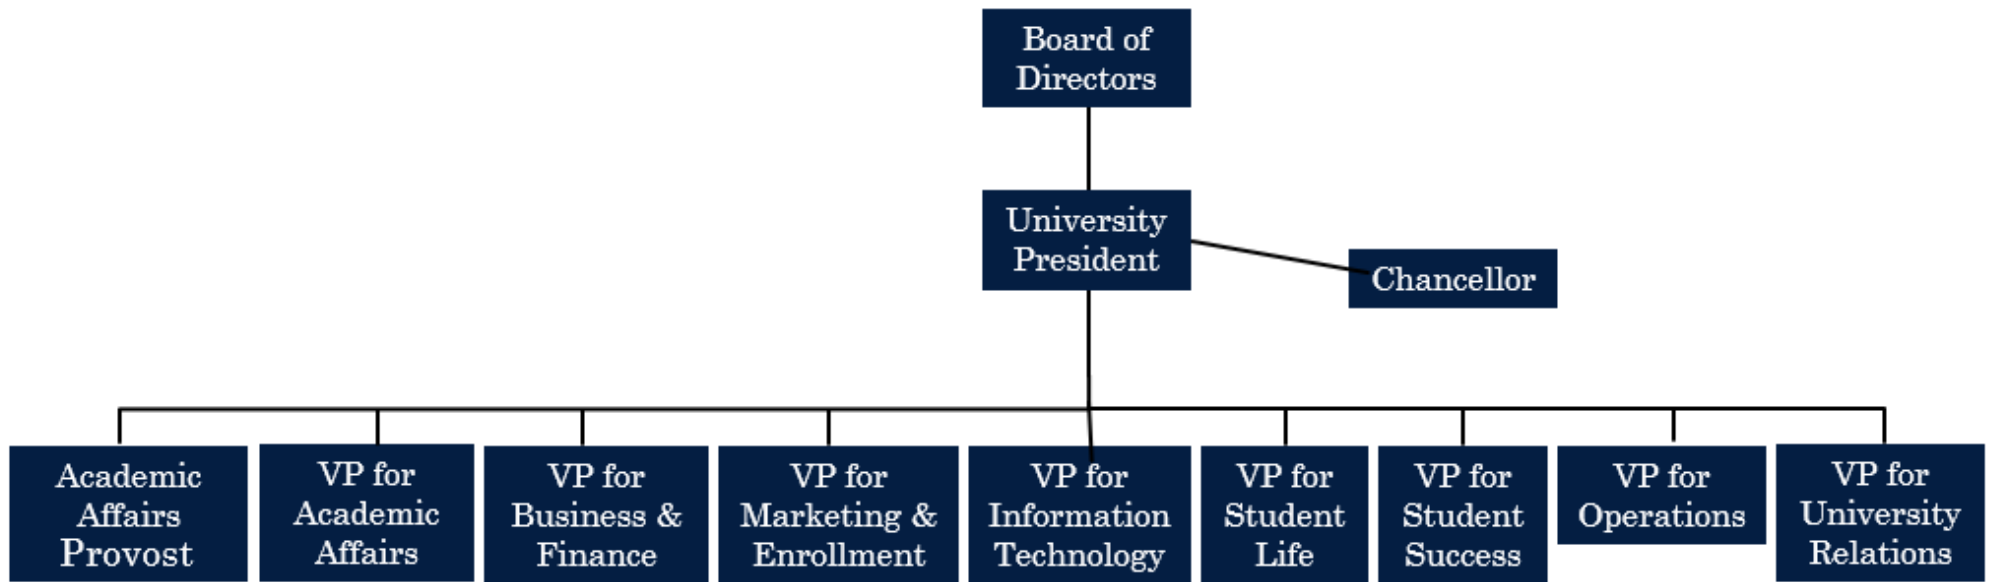 Board of
Directors
University
President
Chancellor
Academic
Affairs
Provost
VP for
Academic
Affairs
VP for
Business &
Finance
VP for
Marketing &
Enrollment
VP for
Information
Technology
VP for
Student
Life
VP for
Student
Success
VP for
Operations
VP for
University
Relations